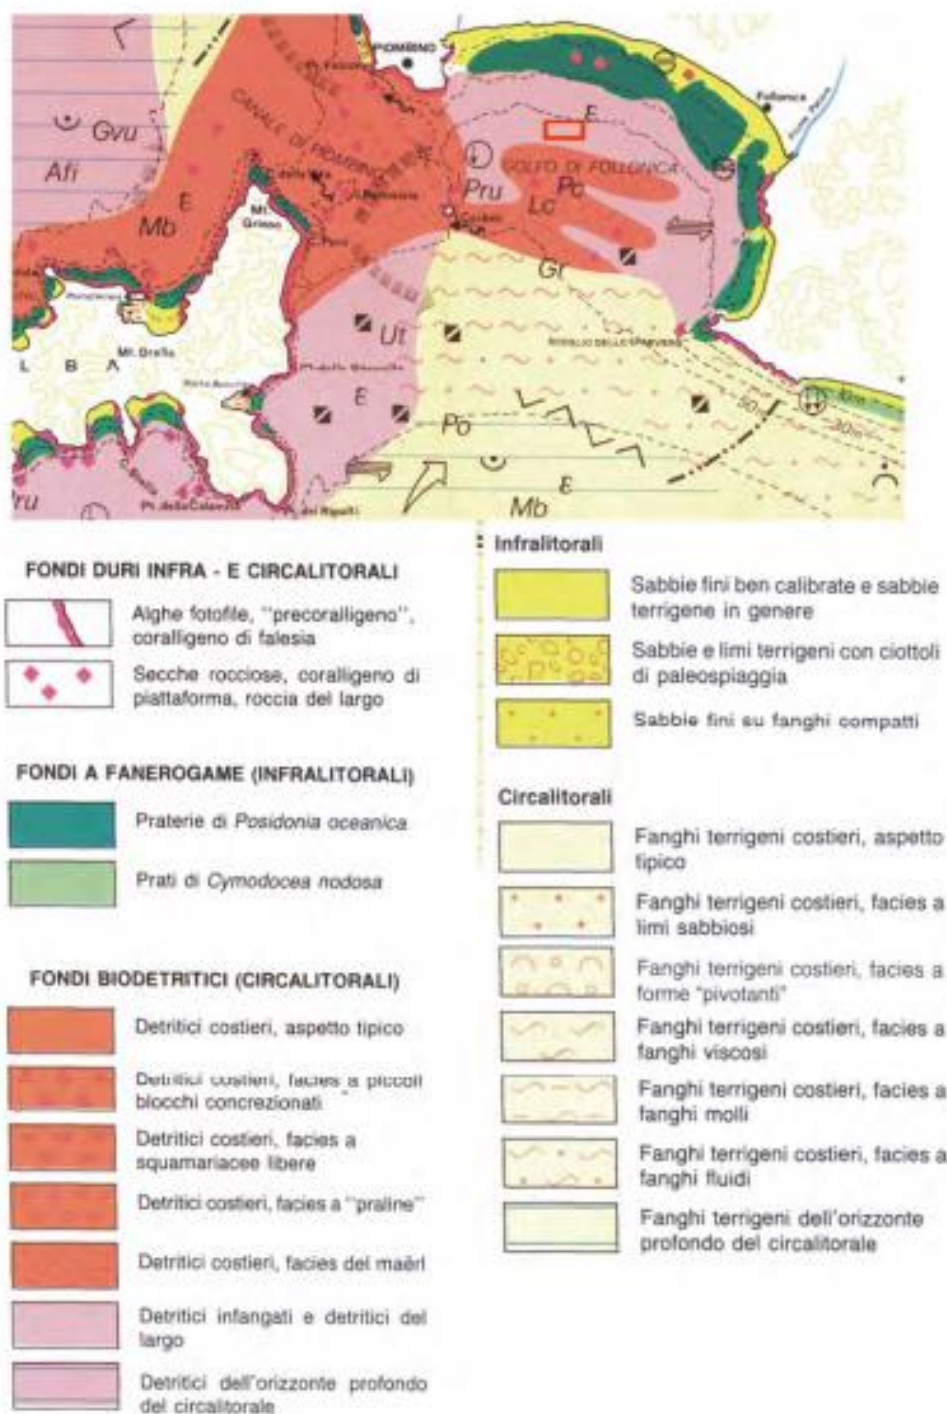 PIOMBINO
Follonica
CANALE DI PIOMBINO
Gvu
E
GOLFO DI FOLLONICA
Afi
Pru
Pc
Lc
E
Mb
Mt.
Grosso
Gr
Ut
Mt. Orello
L B A
E
Po
50m
E
Mb
FONDI DURI INFRA - E CIRCALITORALI
Alghe fotofile, "precoralligeno",
coralligeno di falesia
Secche rocciose, coralligeno di
piattaforma, roccia del largo
FONDI A FANEROGAME (INFRALITORALI)
Praterie di Posidonia oceanica
Prati di Cymodocea nodosa
FONDI BIODETRITICI (CIRCALITORALI)
Detritici costieri, aspetto tipico
Detritici costieri, facies a piccoli
blocchi concrezionati
Detritici costieri, facies a
squamariacee libere
Detritici costieri, facies a "praline"
Detritici costieri, facies del maërl
Detritici infangati e detritici del
largo
Detritici dell'orizzonte profondo
del circalitorale
Infralitorali
Sabbie fini ben calibrate e sabbie
terrigene in genere
Sabbie e limi terrigeni con ciottoli
di paleospiaggia
Sabbie fini su fanghi compatti
Circalitorali
Fanghi terrigeni costieri, aspetto
tipico
Fanghi terrigeni costieri, facies a
limi sabbiosi
Fanghi terrigeni costieri, facies a
forme "pivotanti"
Fanghi terrigeni costieri, facies a
fanghi viscosi
Fanghi terrigeni costieri, facies a
fanghi molli
Fanghi terrigeni costieri, facies a
fanghi fluidi
Fanghi terrigeni dell'orizzonte
profondo del circalitorale